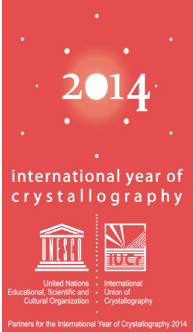 2014
international year of
crystallography
UNESCO
IUCr
United Nations
Educational, Scientific and
Cultural Organization
International
Union of
Crystallography
Partners for the International Year of Crystallography 2014